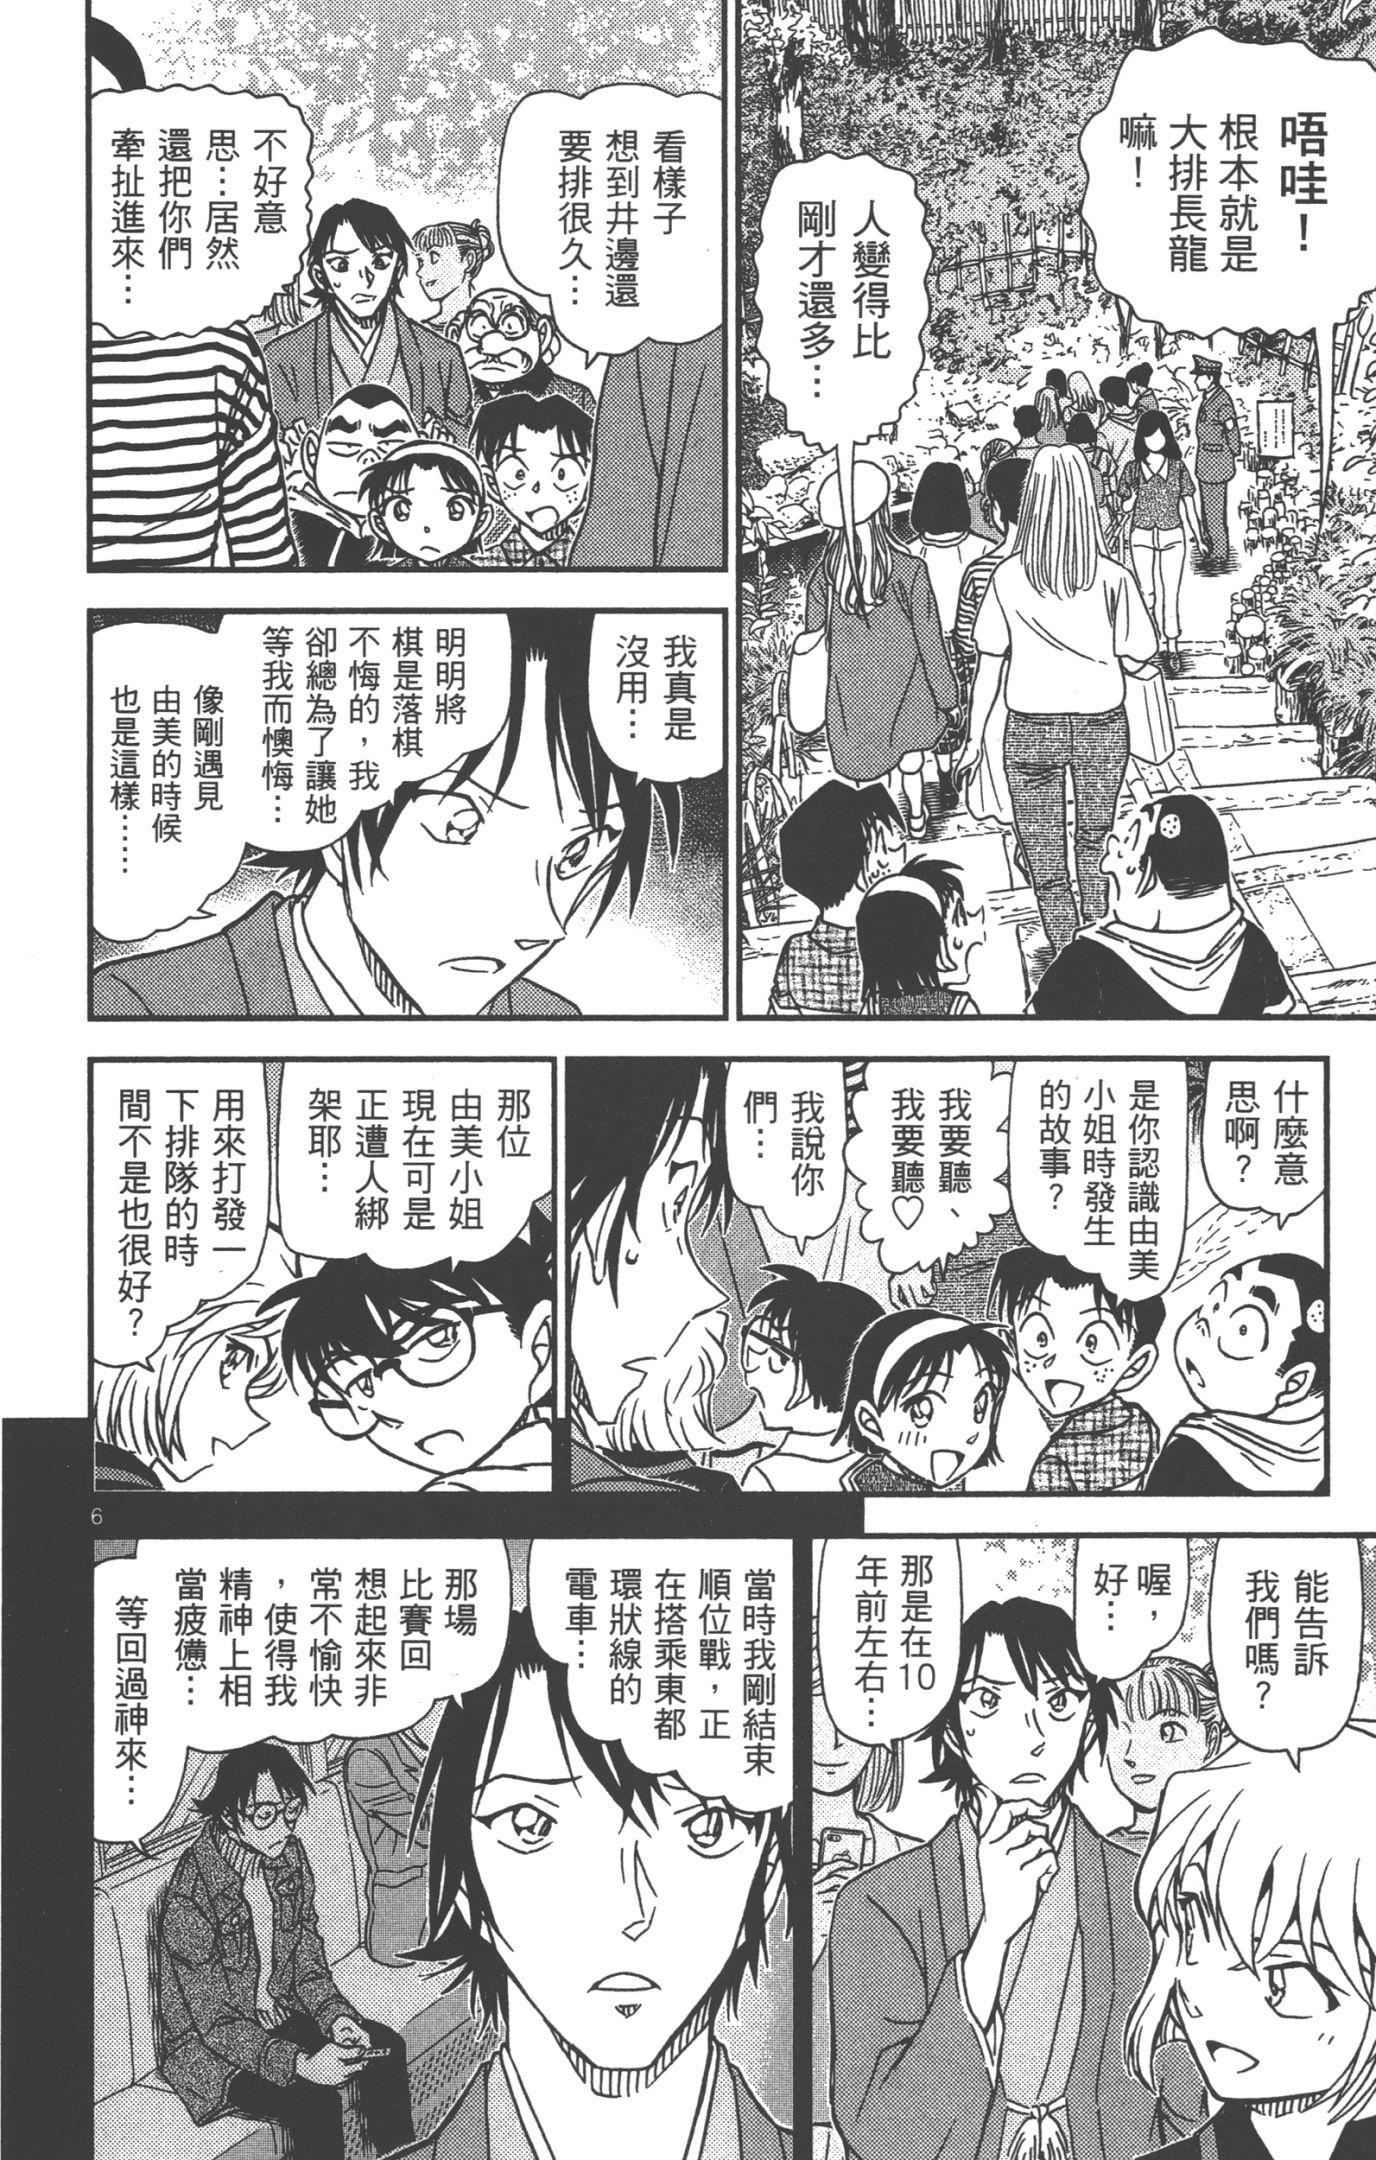 唔哇！
根本就是
大排長龍
嘛！
人變得比
剛才還多…
看樣子
想到井邊還
要排很久…
不好意
思…居然
還把你們
牽扯進來…
我真是
沒用…
明明將
棋是落棋
不悔的，我
卻總為了讓她
等我而懊悔…
像剛遇見
由美的時候
也是這樣……
什麼意
思啊？
是你認識由美
小姐時發生
的故事？
我要聽、
我要聽♡
我說你
們…
那位
由美小姐
現在可是
正遭人綁
架耶…
用來打發一
下排隊的時
間不是也很好？
能告訴
我們嗎？
喔，
好…
那是在10
年前左右…
當時我剛結束
順位戰，正
在搭乘東都
環狀線的
電車…
那場
比賽回
想起來非
常不愉快
，使得我
精神上相
當疲憊…
等回過神來…
6